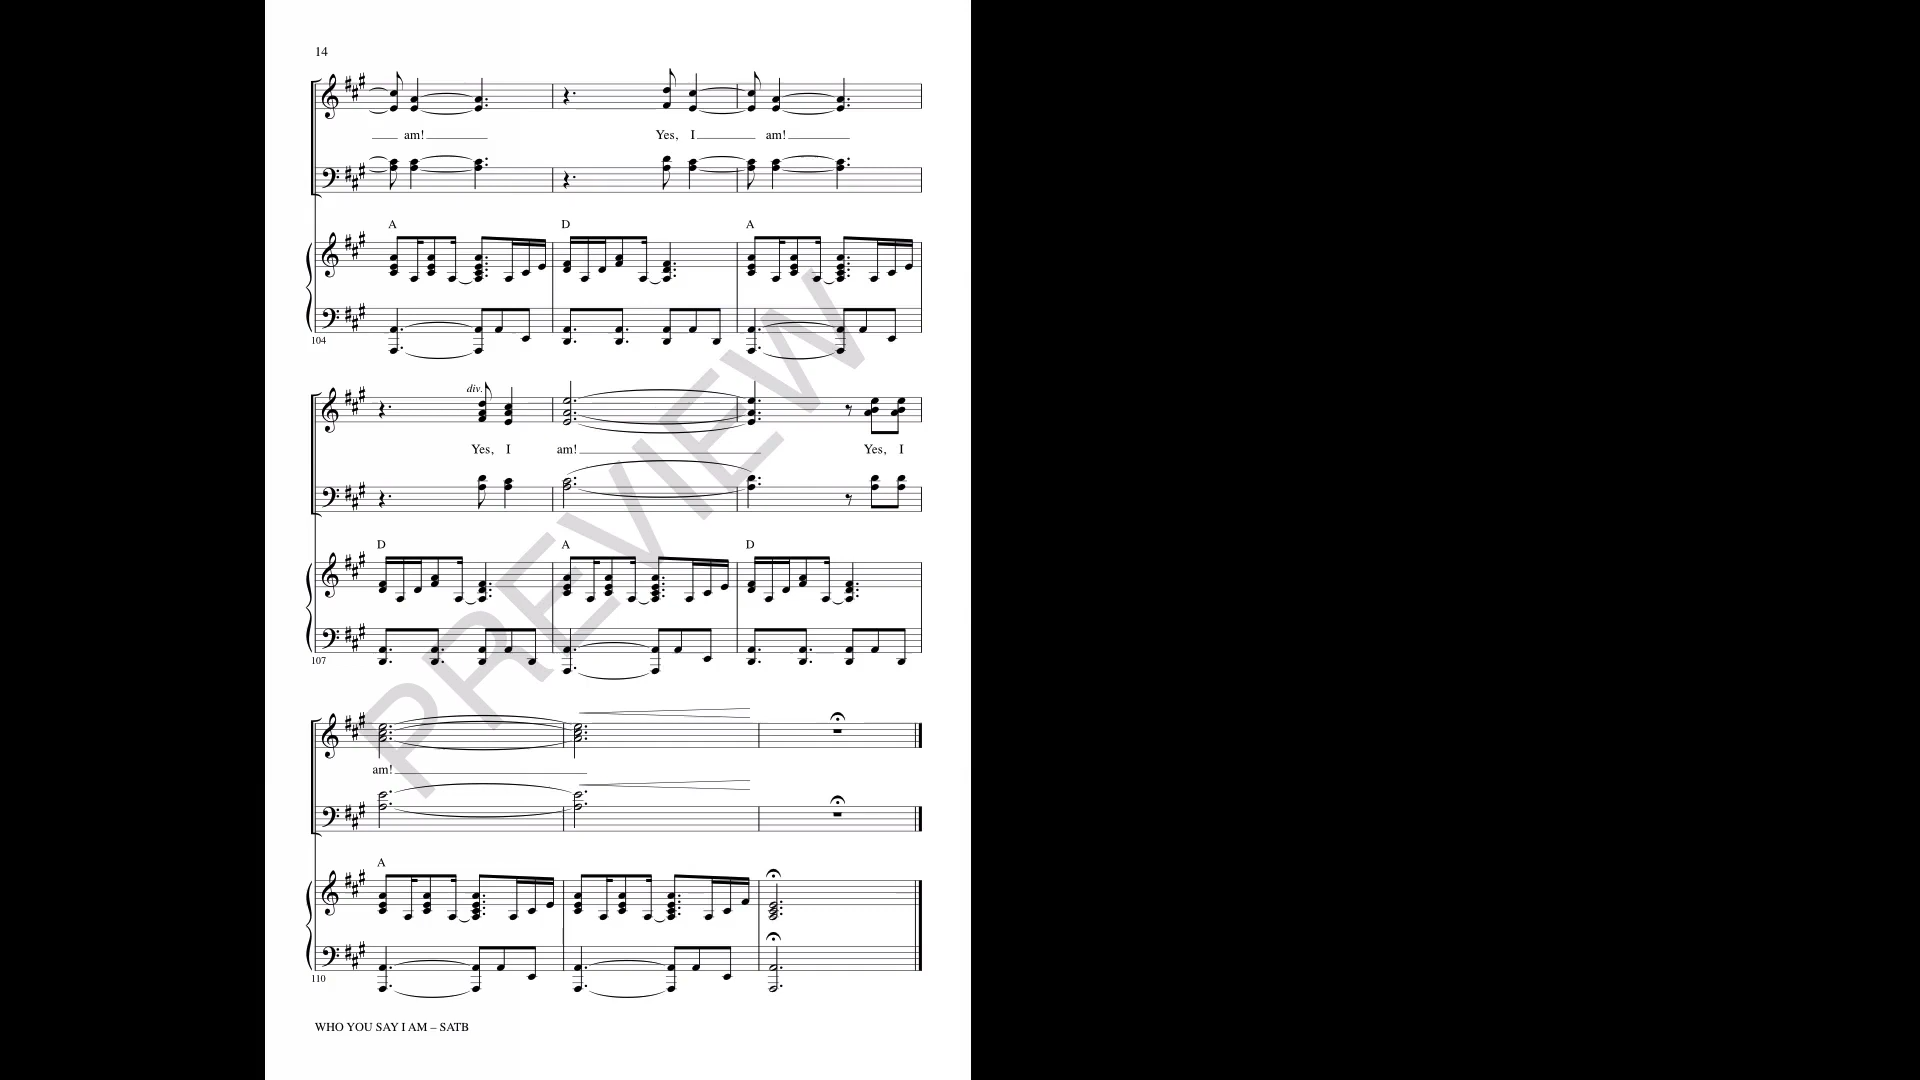 14
am! Yes, I am!
A D A
104
div.
Yes, I am! Yes, I
D A D
107
am!
A
110
WHO YOU SAY I AM – SATB
PREVIEW